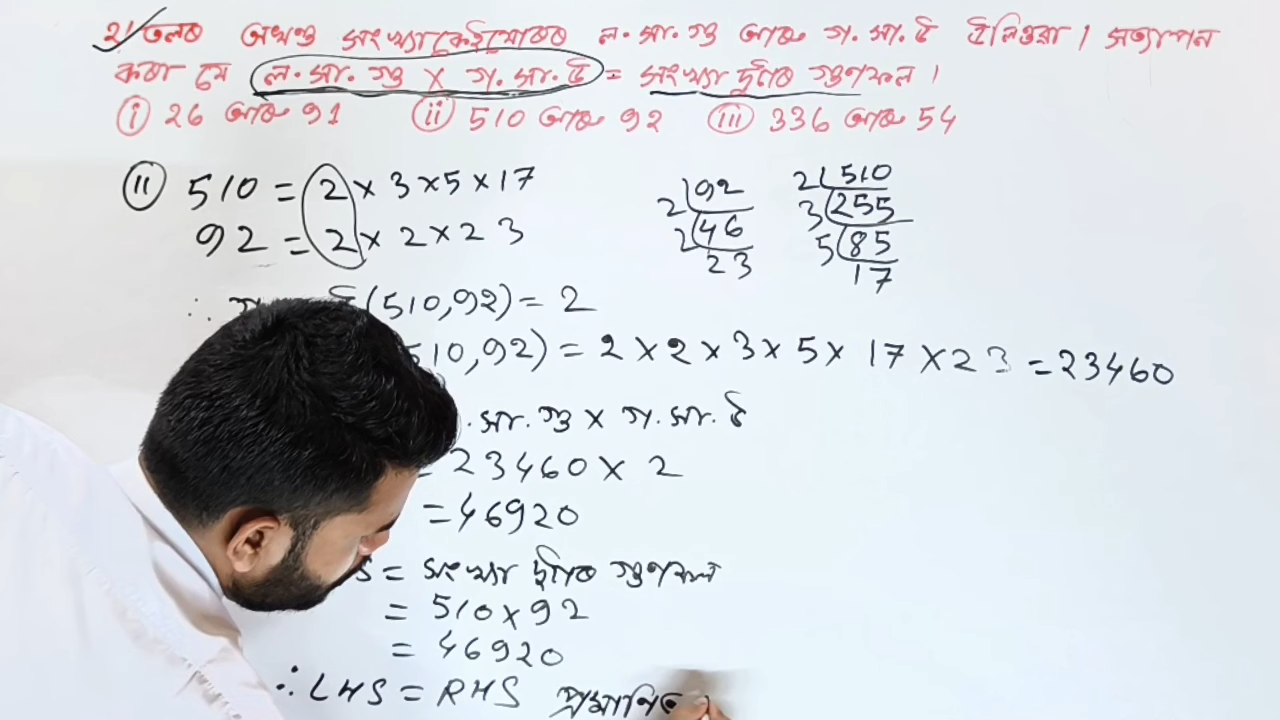 ২। তলৰ অখণ্ড সংখ্যাকেইযোৰৰ ল.সা.গু আৰু গ.সা.উ উলিওৱা। সত্যাপন
কৰা যে ল.সা.গু × গ.সা.উ = সংখ্যা দুটাৰ গুণফল।
(i) 26 আৰু 91 (ii) 510 আৰু 92 (iii) 336 আৰু 54
(ii) 510 = 2 × 3 × 5 × 17
92 = 2 × 2 × 23
2 92
2 46
23
2 510
3 255
5 85
17
∴ (510,92) = 2
510,92) = 2 × 2 × 3 × 5 × 17 × 23 = 23460
.সা.গু × গ.সা.উ
= 23460 × 2
= 46920
S = সংখ্যা দুটাৰ গুণফল
= 510 × 92
= 46920
∴ LHS = RHS প্ৰমাণিত